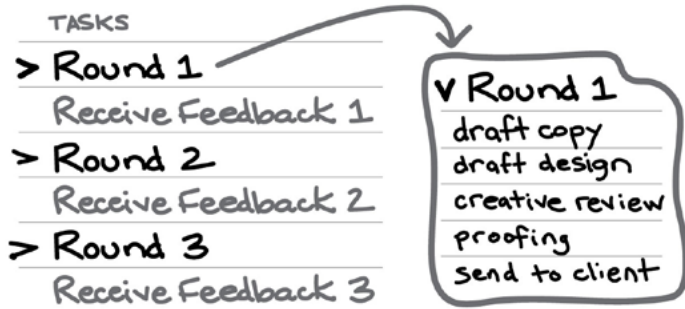 TASKS
> Round 1
Receive Feedback 1
> Round 2
Receive Feedback 2
> Round 3
Receive Feedback 3
v Round 1
draft copy
draft design
creative review
proofing
send to client